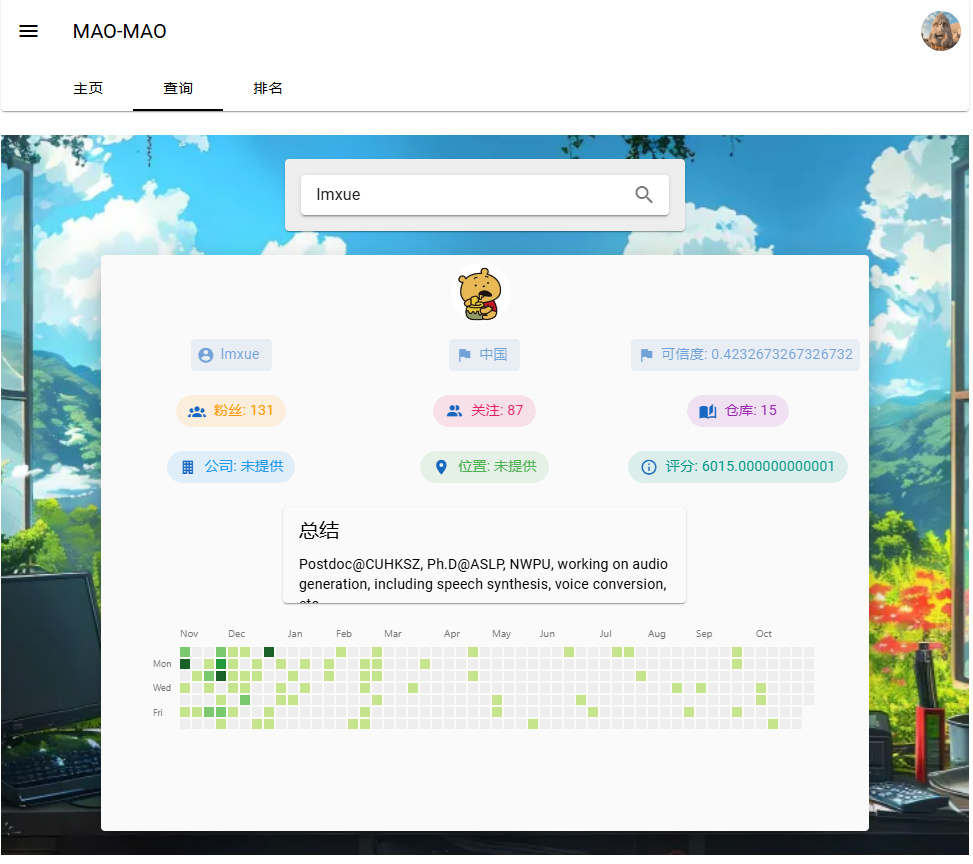 MAO-MAO
主页 查询 排名
lmxue
lmxue 中国 可信度: 0.4232673267326732
粉丝: 131 关注: 87 仓库: 15
公司: 未提供 位置: 未提供 评分: 6015.000000000001
总结
Postdoc@CUHKSZ, Ph.D@ASLP, NWPU, working on audio
generation, including speech synthesis, voice conversion,
etc
Nov Dec Jan Feb Mar Apr May Jun Jul Aug Sep Oct
Mon
Wed
Fri